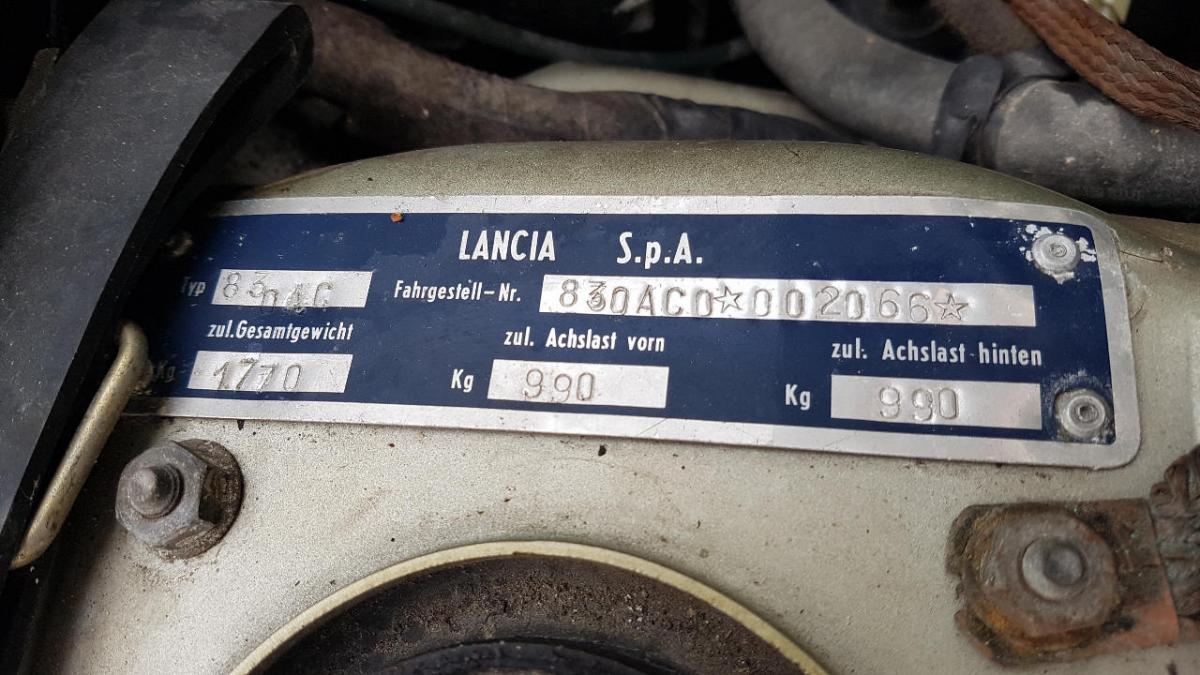 LANCIA S.p.A.
Typ 830AC Fahrgestell-Nr. 830AC0☆002066☆
zul.Gesamtgewicht zul. Achslast vorn zul. Achslast hinten
Kg 1770 Kg 990 Kg 990